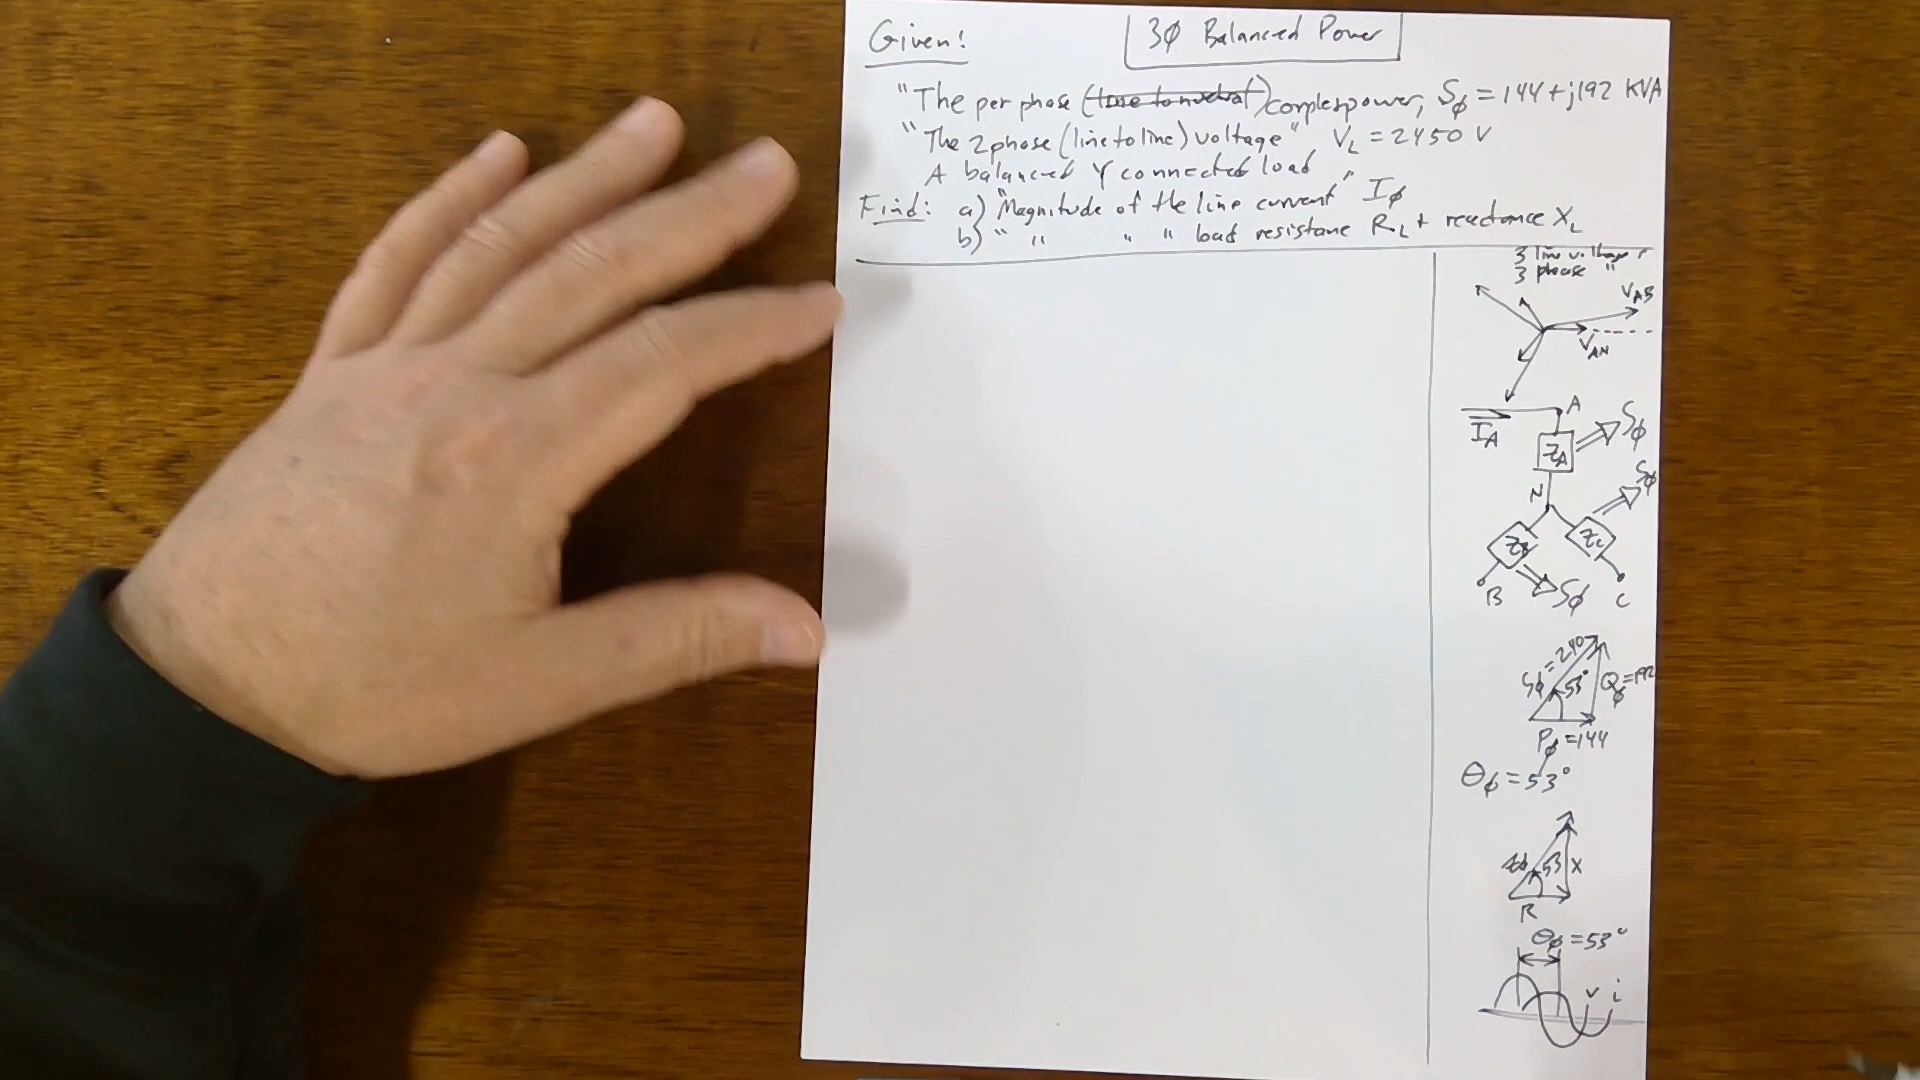 Given!
3Ø Balanced Power
"The per phase (line to neutral) complex power, Sϕ = 144 + j192 KVA
"The 2 phase (line to line) voltage" VL = 2450 V
A balanced Y connected load
Find: a) "Magnitude of the line current" Iϕ
b) " " " " load resistance RL + reactance XL
3 line voltages
3 phase "
VAB
VAN
IA
A
ZA
Sϕ
N
Sϕ
ZB
ZC
B
Sϕ
C
Sϕ = 240
53°
Qϕ = 192
Pϕ = 144
θϕ = 53°
53
X
R
θϕ = 53°
v i